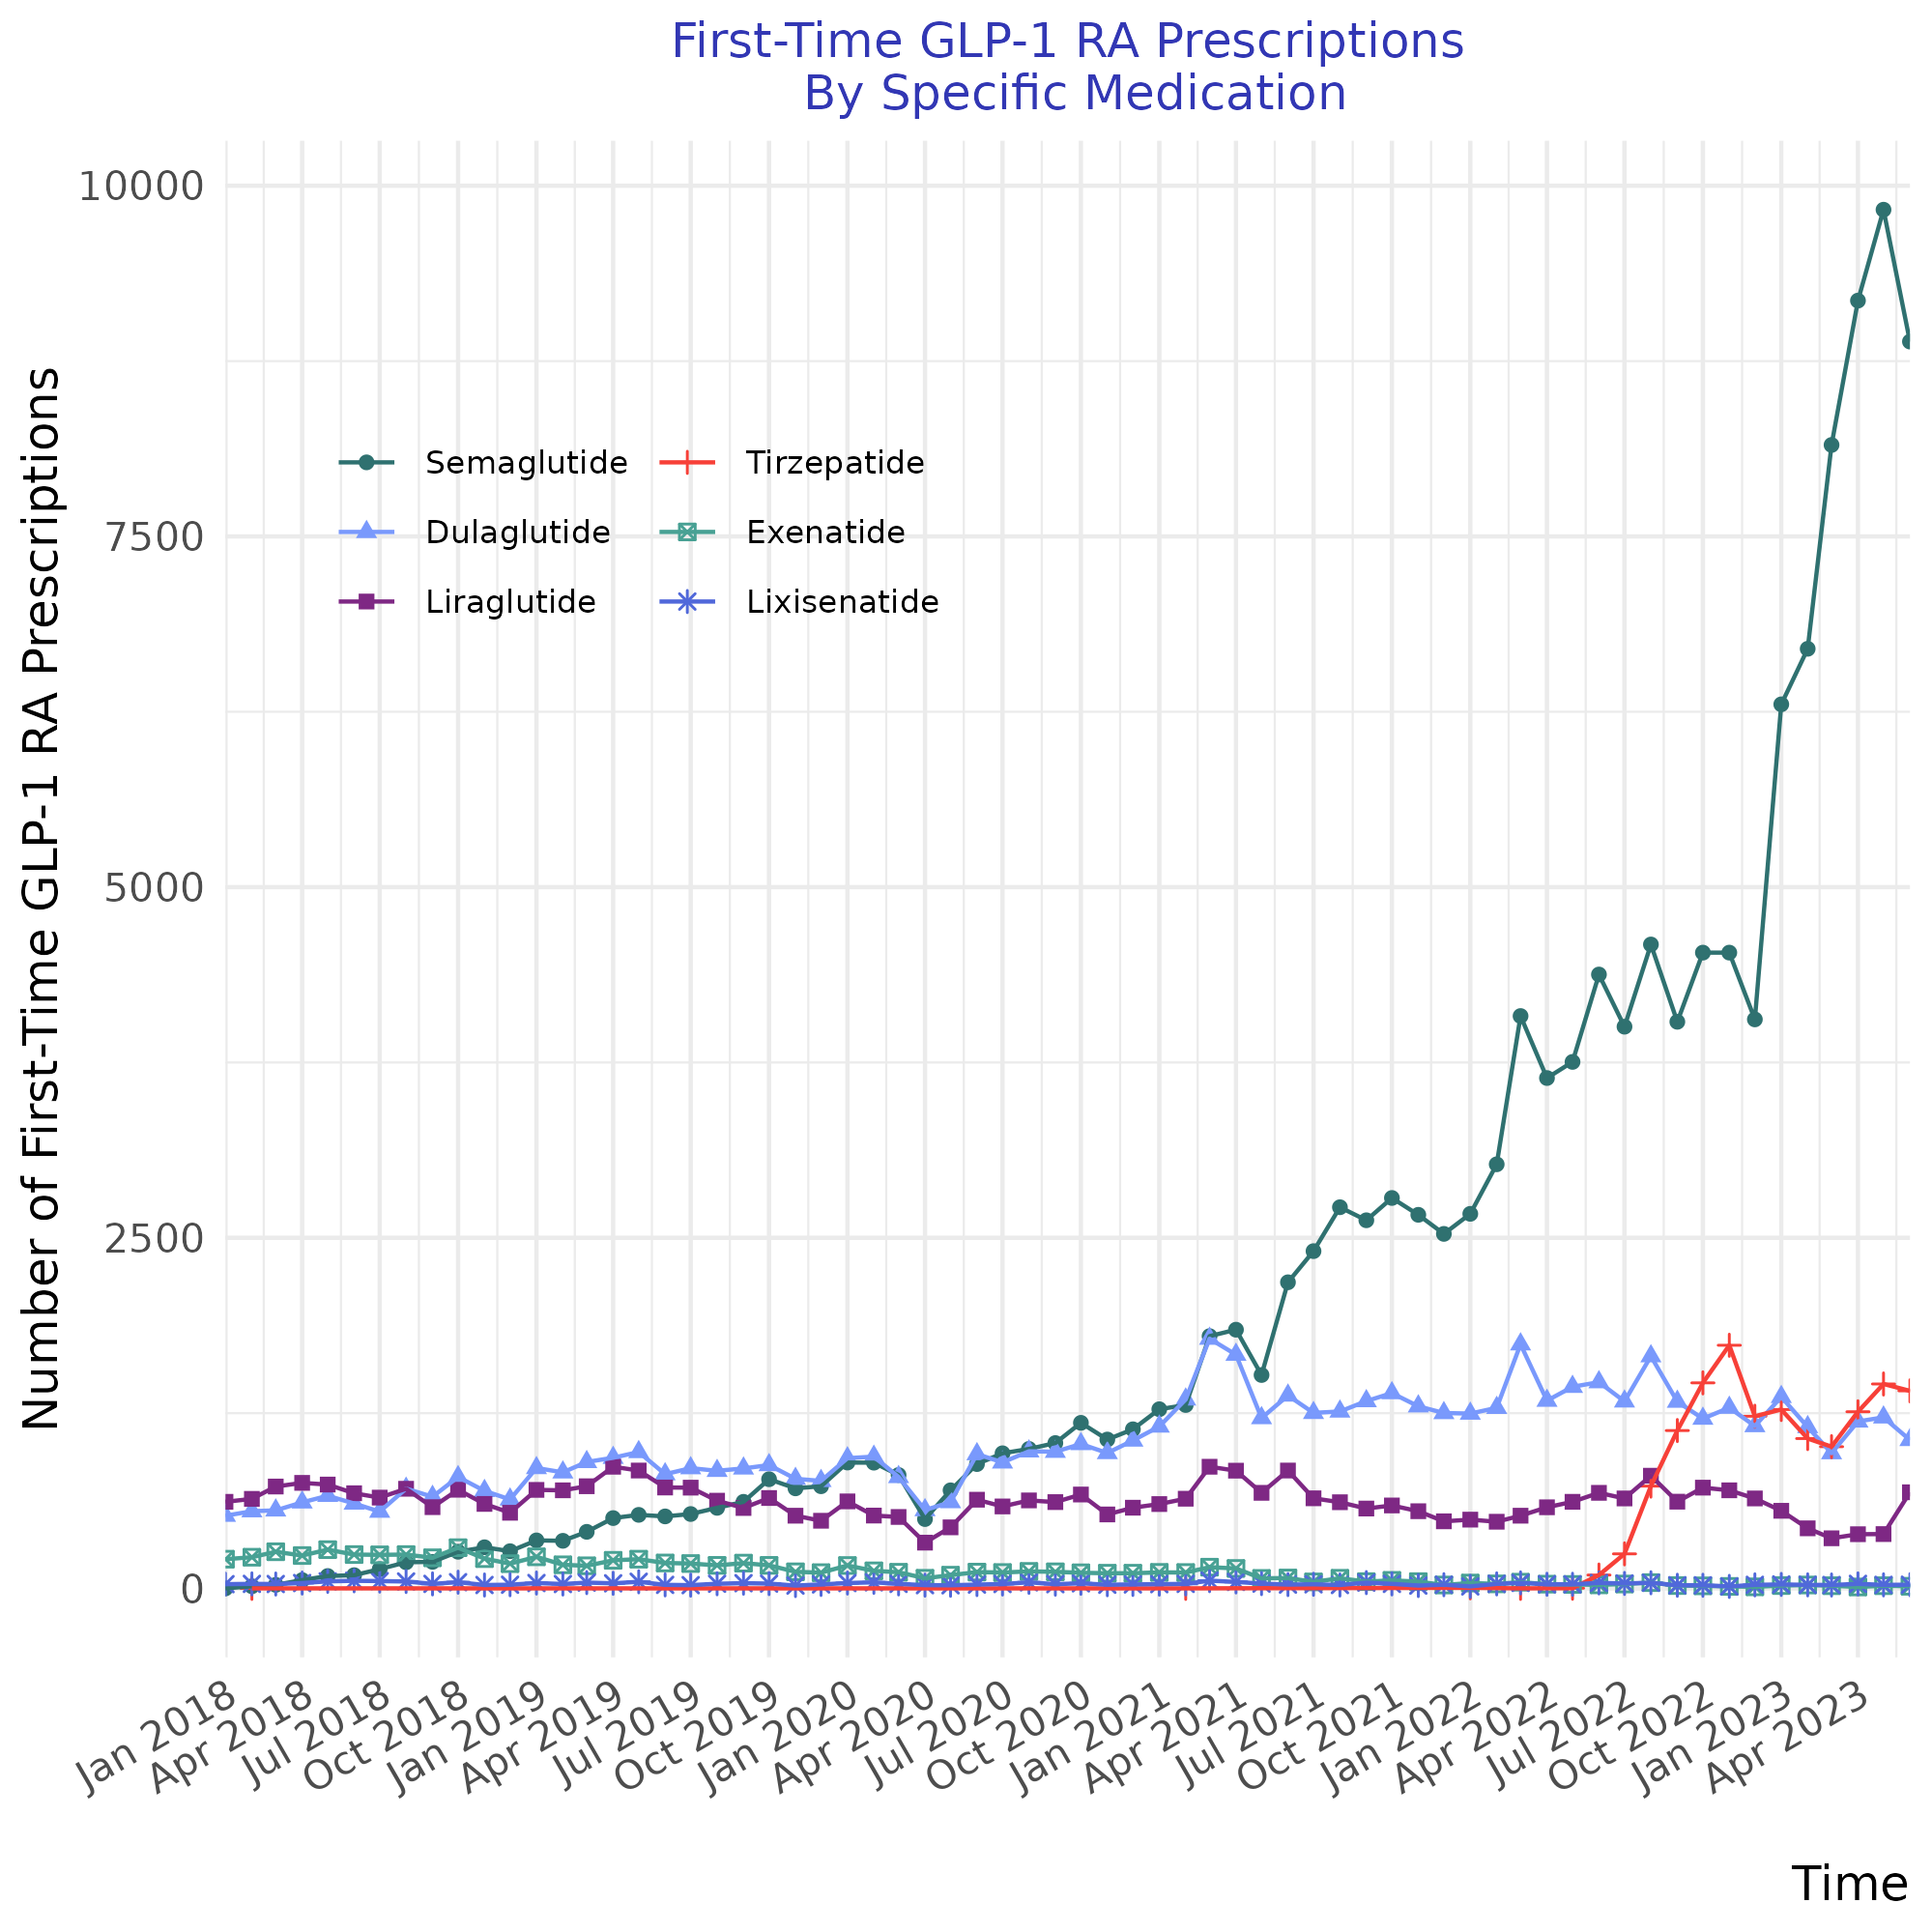 First-Time GLP-1 RA Prescriptions
By Specific Medication
Number of First-Time GLP-1 RA Prescriptions
10000
7500
5000
2500
0
Semaglutide
Dulaglutide
Liraglutide
Tirzepatide
Exenatide
Lixisenatide
Jan 2018
Apr 2018
Jul 2018
Oct 2018
Jan 2019
Apr 2019
Jul 2019
Oct 2019
Jan 2020
Apr 2020
Jul 2020
Oct 2020
Jan 2021
Apr 2021
Jul 2021
Oct 2021
Jan 2022
Apr 2022
Jul 2022
Oct 2022
Jan 2023
Apr 2023
Time